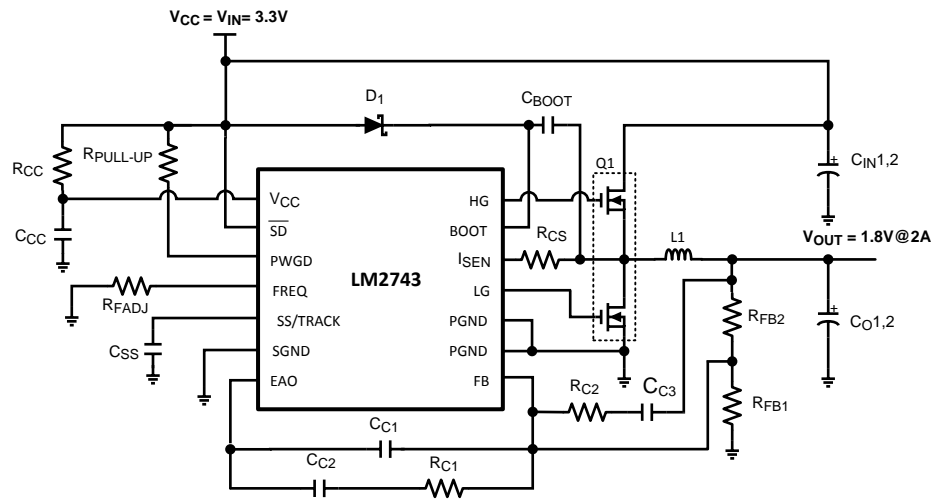 VCC = VIN= 3.3V
D1
CBOOT
RCC
RPULL-UP
Q1
CIN1,2
VCC
HG
CCC
SD
BOOT
RCS
L1
VOUT = 1.8V@2A
PWGD
ISEN
LM2743
FREQ
LG
RFADJ
SS/TRACK
PGND
RFB2
CO1,2
CSS
SGND
PGND
EAO
FB
RC2
CC3
RFB1
CC1
CC2
RC1